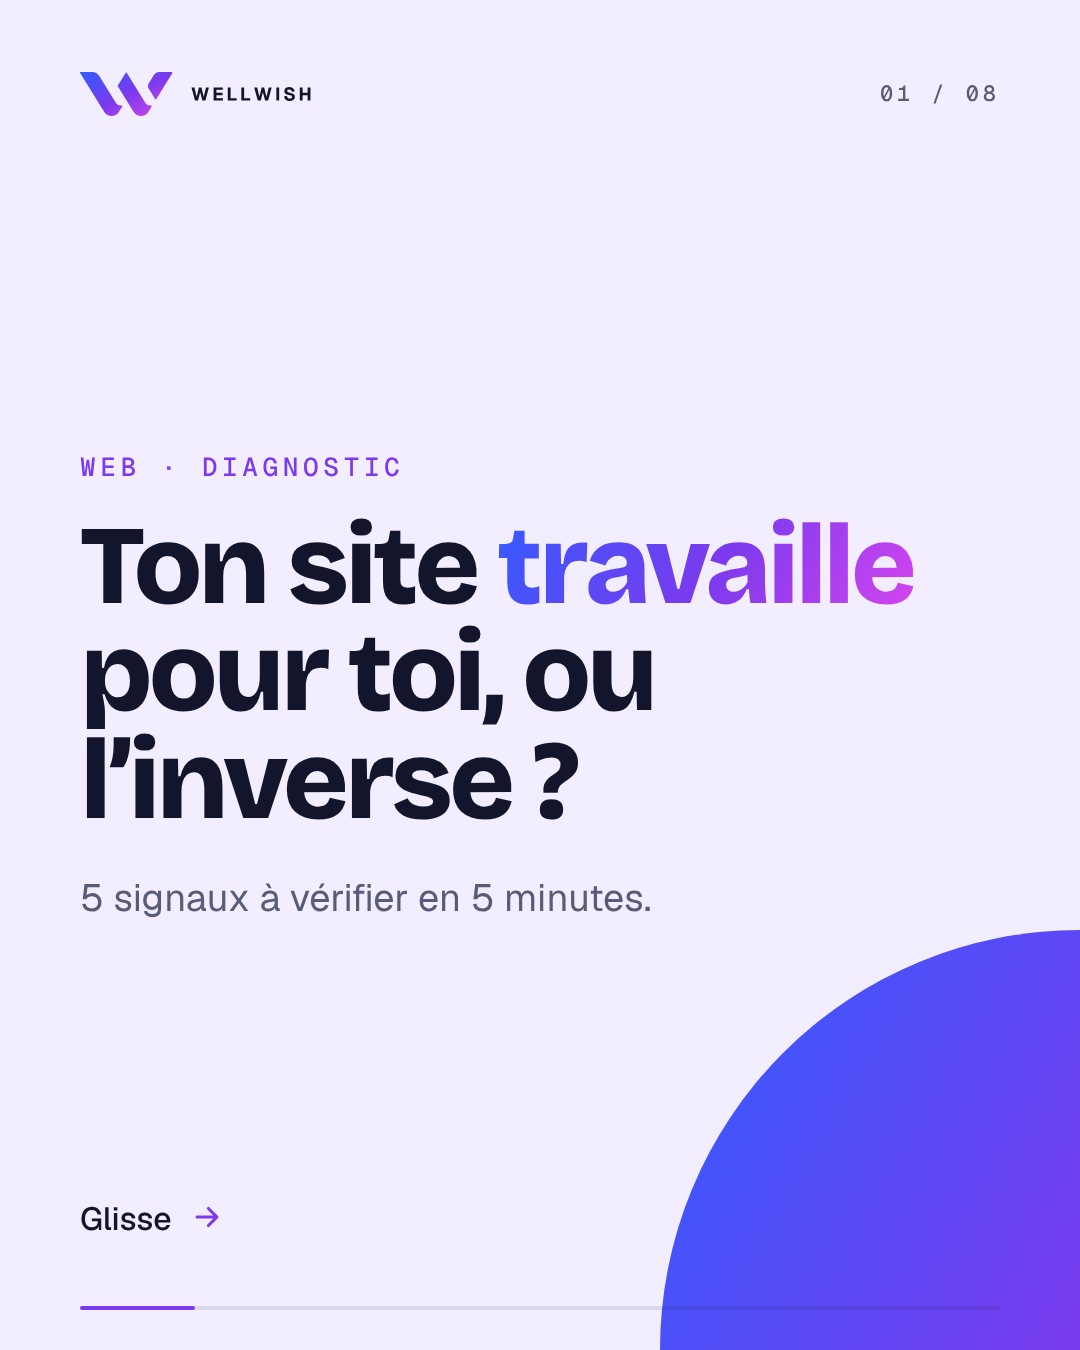 WELLWISH
01 / 08
WEB · DIAGNOSTIC
Ton site travaille
pour toi, ou
l’inverse ?
5 signaux à vérifier en 5 minutes.
Glisse →